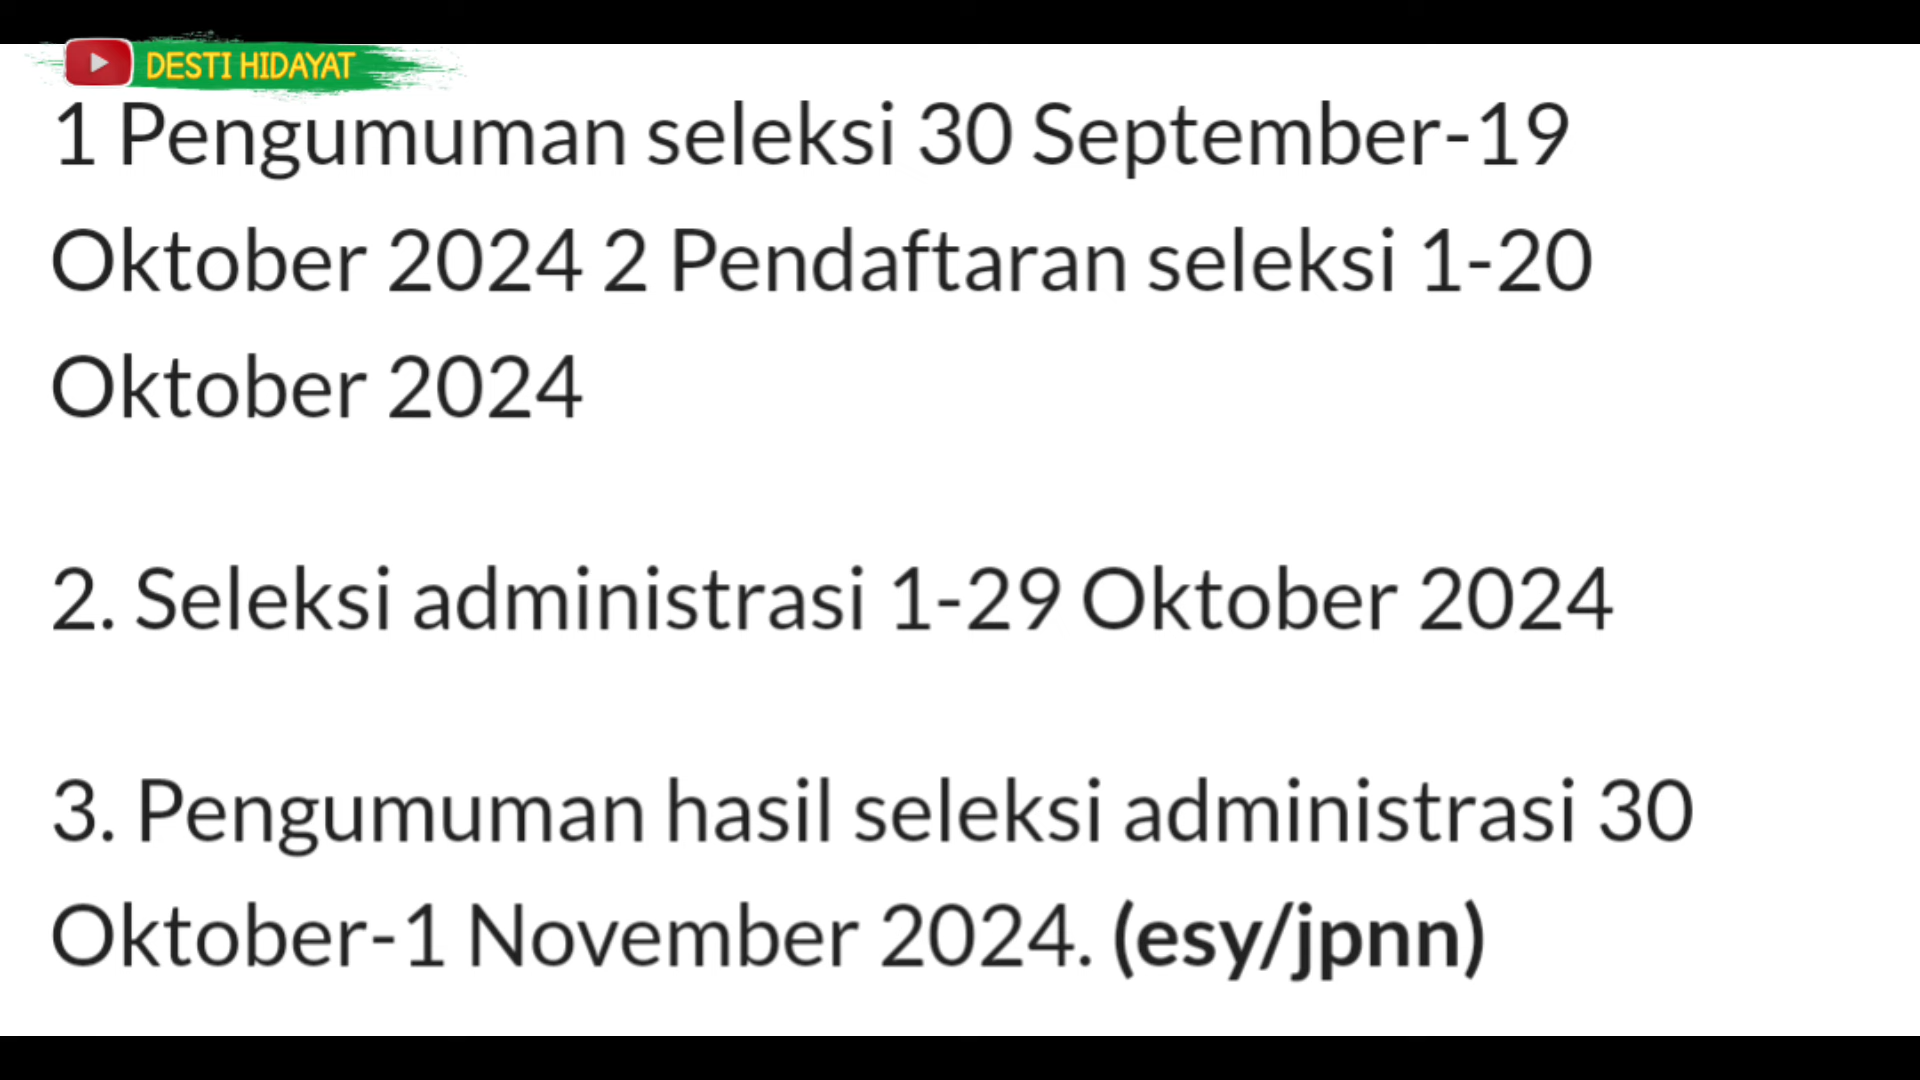 DESTI HIDAYAT
1 Pengumuman seleksi 30 September-19
Oktober 2024 2 Pendaftaran seleksi 1-20
Oktober 2024
2. Seleksi administrasi 1-29 Oktober 2024
3. Pengumuman hasil seleksi administrasi 30
Oktober-1 November 2024. (esy/jpnn)